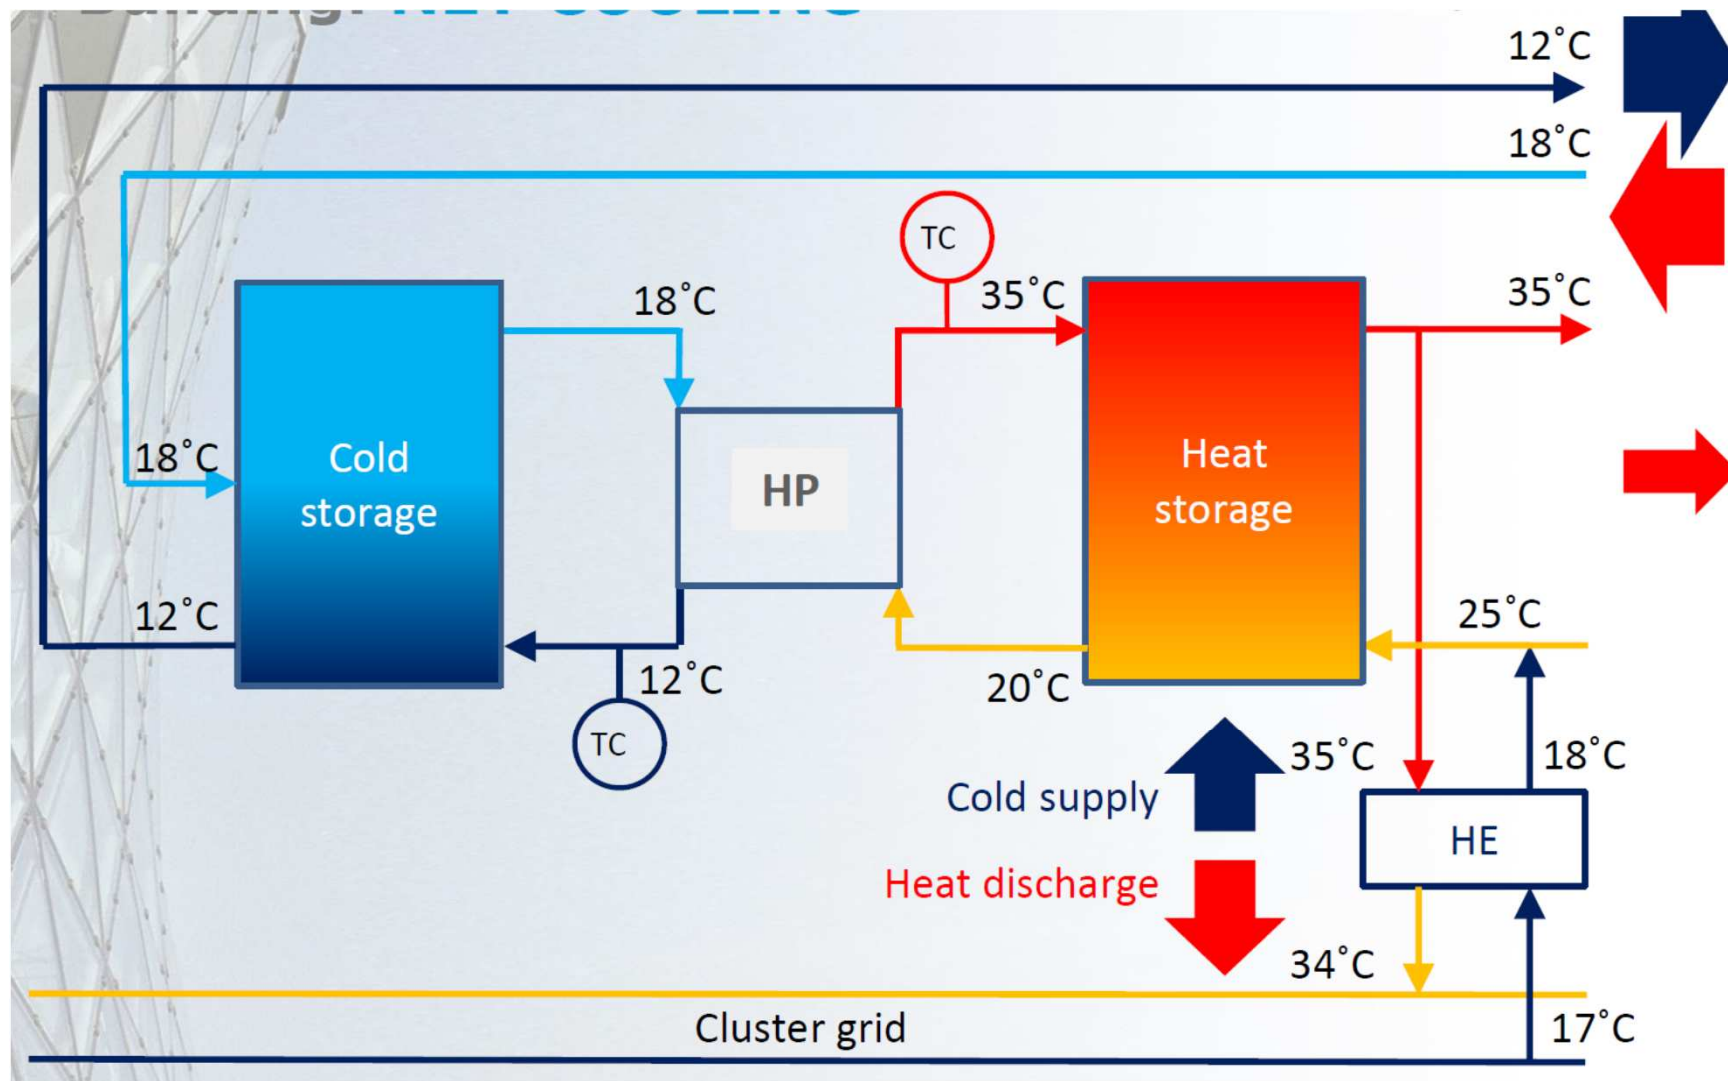 12°C
18°C
TC
18°C
35°C
35°C
18°C
Cold
storage
HP
Heat
storage
12°C
25°C
12°C
20°C
TC
35°C
18°C
Cold supply
HE
Heat discharge
34°C
Cluster grid
17°C